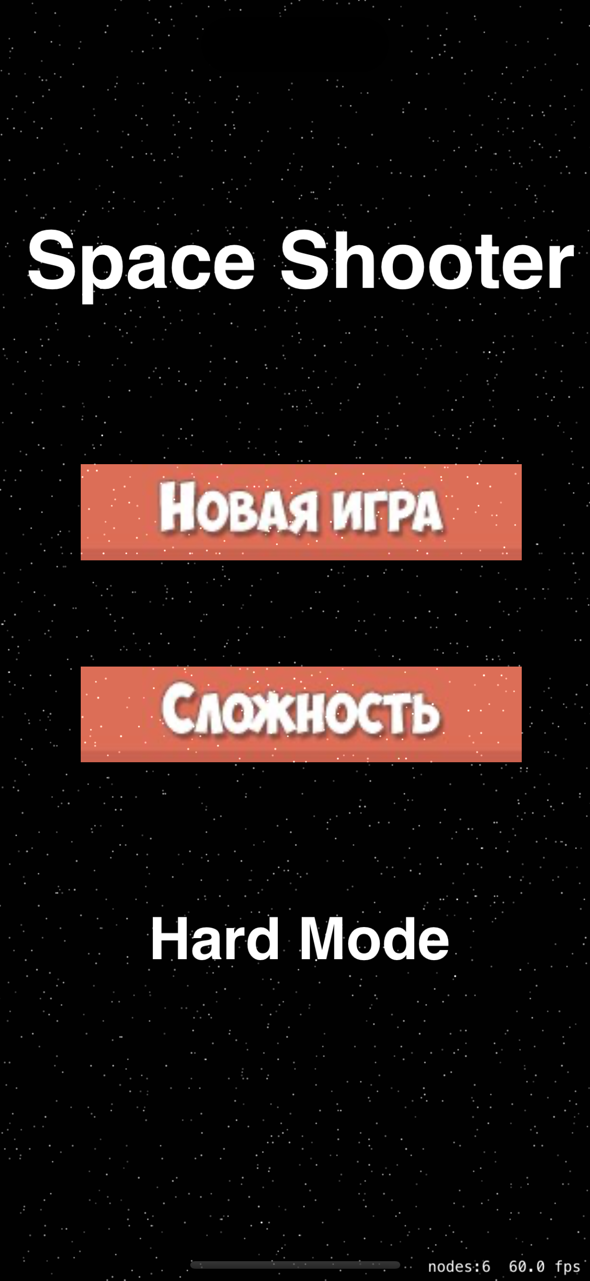 Space Shooter
Новая игра
Сложность
Hard Mode
nodes:6 60.0 fps